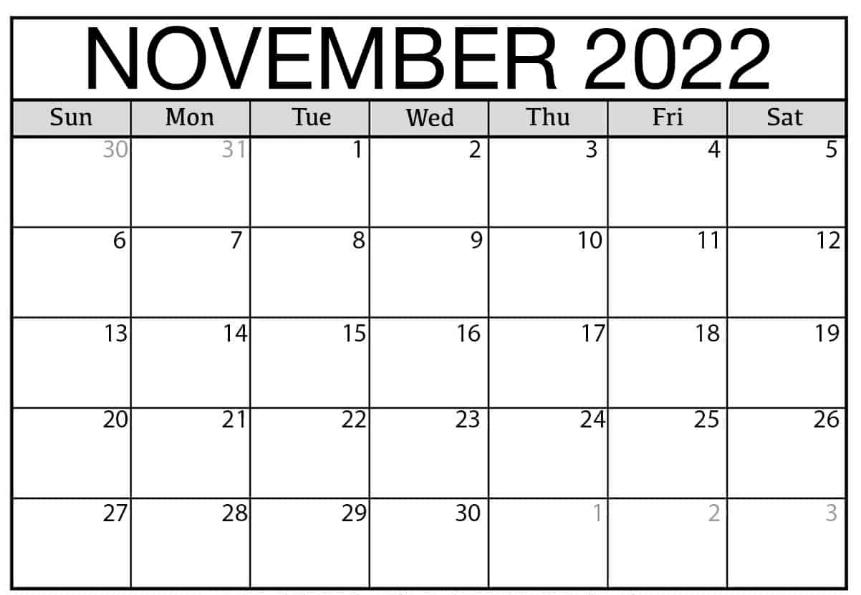 NOVEMBER 2022
Sun Mon Tue Wed Thu Fri Sat
30 31 1 2 3 4 5
6 7 8 9 10 11 12
13 14 15 16 17 18 19
20 21 22 23 24 25 26
27 28 29 30 1 2 3